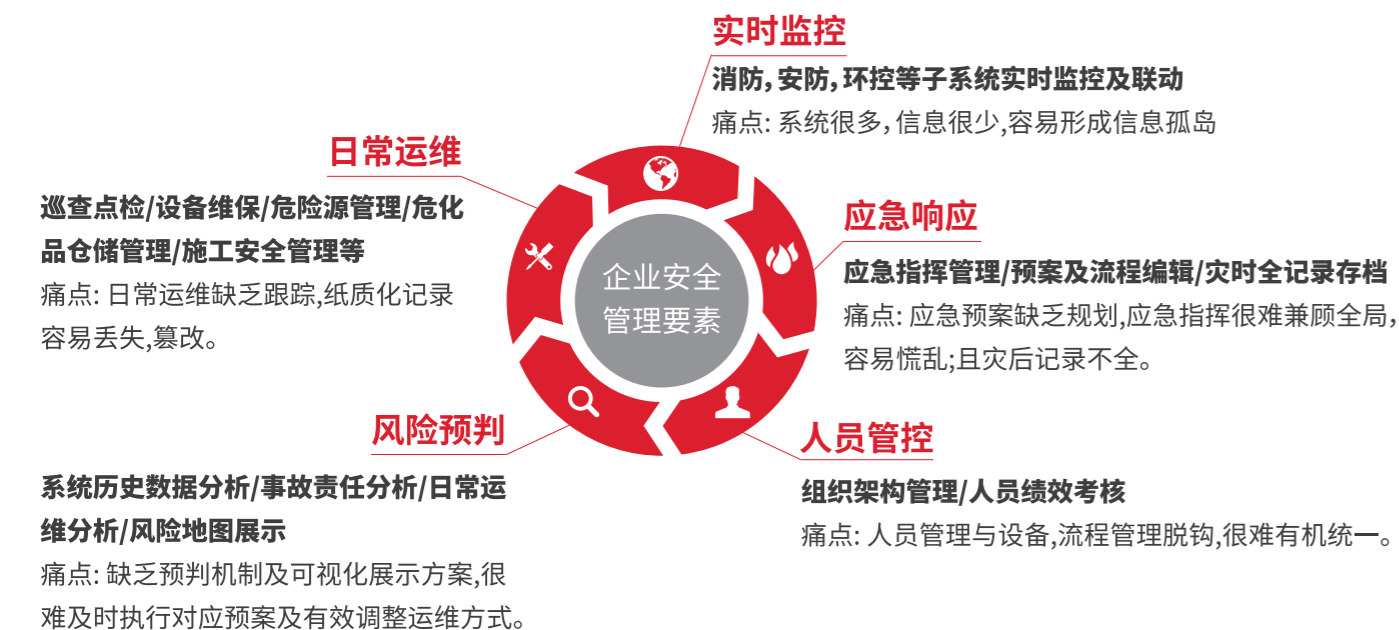 实时监控
消防，安防，环控等子系统实时监控及联动
痛点: 系统很多，信息很少,容易形成信息孤岛
日常运维
巡查点检/设备维保/危险源管理/危化
品仓储管理/施工安全管理等
痛点: 日常运维缺乏跟踪,纸质化记录
容易丢失,篡改。
应急响应
应急指挥管理/预案及流程编辑/灾时全记录存档
痛点: 应急预案缺乏规划,应急指挥很难兼顾全局，
容易慌乱;且灾后记录不全。
企业安全
管理要素
人员管控
组织架构管理/人员绩效考核
痛点: 人员管理与设备,流程管理脱钩,很难有机统一。
风险预判
系统历史数据分析/事故责任分析/日常运
维分析/风险地图展示
痛点: 缺乏预判机制及可视化展示方案,很
难及时执行对应预案及有效调整运维方式。